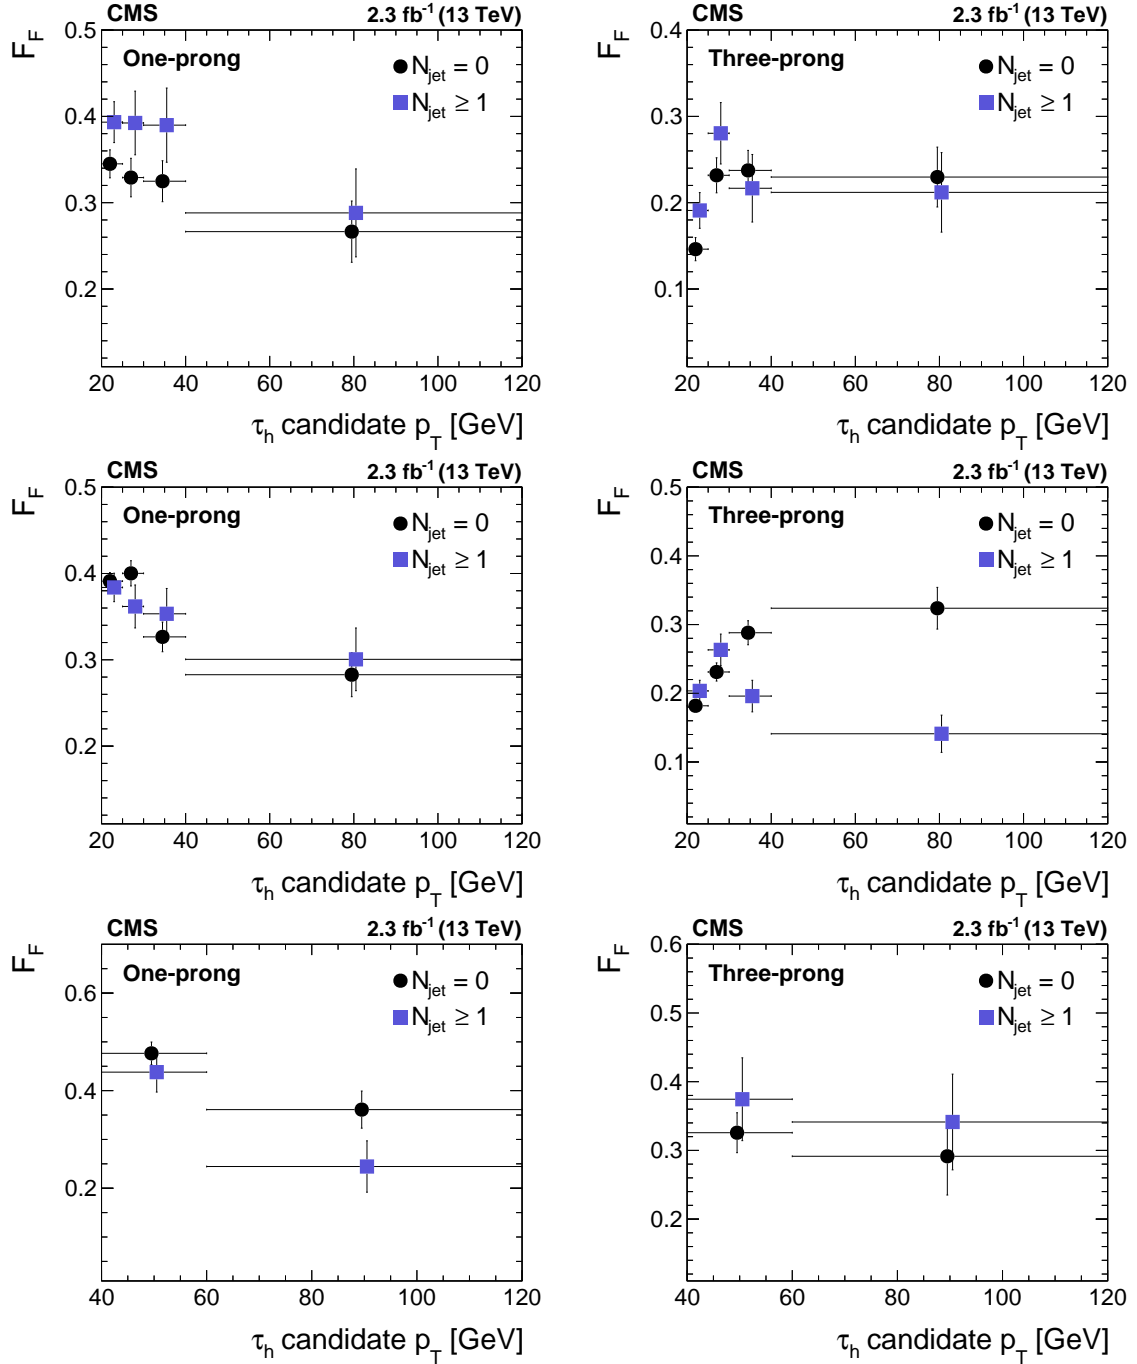 CMS 2.3 fb⁻¹ (13 TeV)
F_F
One-prong
N_jet = 0
N_jet ≥ 1
0.5
0.4
0.3
0.2
20 40 60 80 100 120
τ_h candidate p_T [GeV]
CMS 2.3 fb⁻¹ (13 TeV)
F_F
Three-prong
N_jet = 0
N_jet ≥ 1
0.4
0.3
0.2
0.1
20 40 60 80 100 120
τ_h candidate p_T [GeV]
CMS 2.3 fb⁻¹ (13 TeV)
F_F
One-prong
N_jet = 0
N_jet ≥ 1
0.5
0.4
0.3
0.2
20 40 60 80 100 120
τ_h candidate p_T [GeV]
CMS 2.3 fb⁻¹ (13 TeV)
F_F
Three-prong
N_jet = 0
N_jet ≥ 1
0.5
0.4
0.3
0.2
0.1
20 40 60 80 100 120
τ_h candidate p_T [GeV]
CMS 2.3 fb⁻¹ (13 TeV)
F_F
One-prong
N_jet = 0
N_jet ≥ 1
0.6
0.4
0.2
40 60 80 100 120
τ_h candidate p_T [GeV]
CMS 2.3 fb⁻¹ (13 TeV)
F_F
Three-prong
N_jet = 0
N_jet ≥ 1
0.6
0.5
0.4
0.3
0.2
40 60 80 100 120
τ_h candidate p_T [GeV]